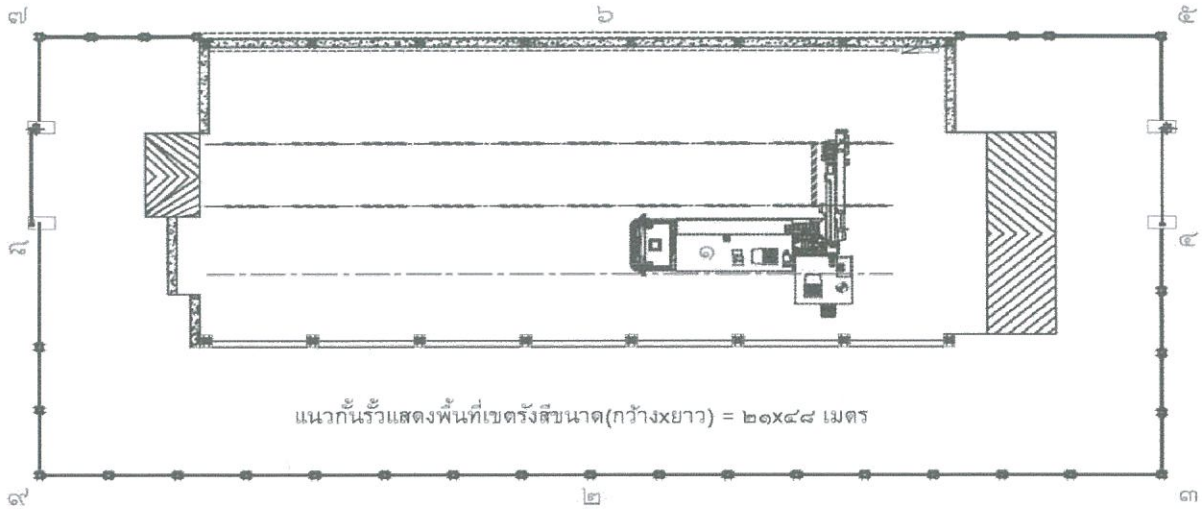 ๗ ๖ ๕
๘ ๑ ๔
แนวกั้นรั้วแสดงพื้นที่เขตรังสีขนาด(กว้างxยาว) = ๒๑x๔๘ เมตร
๙ ๒ ๓